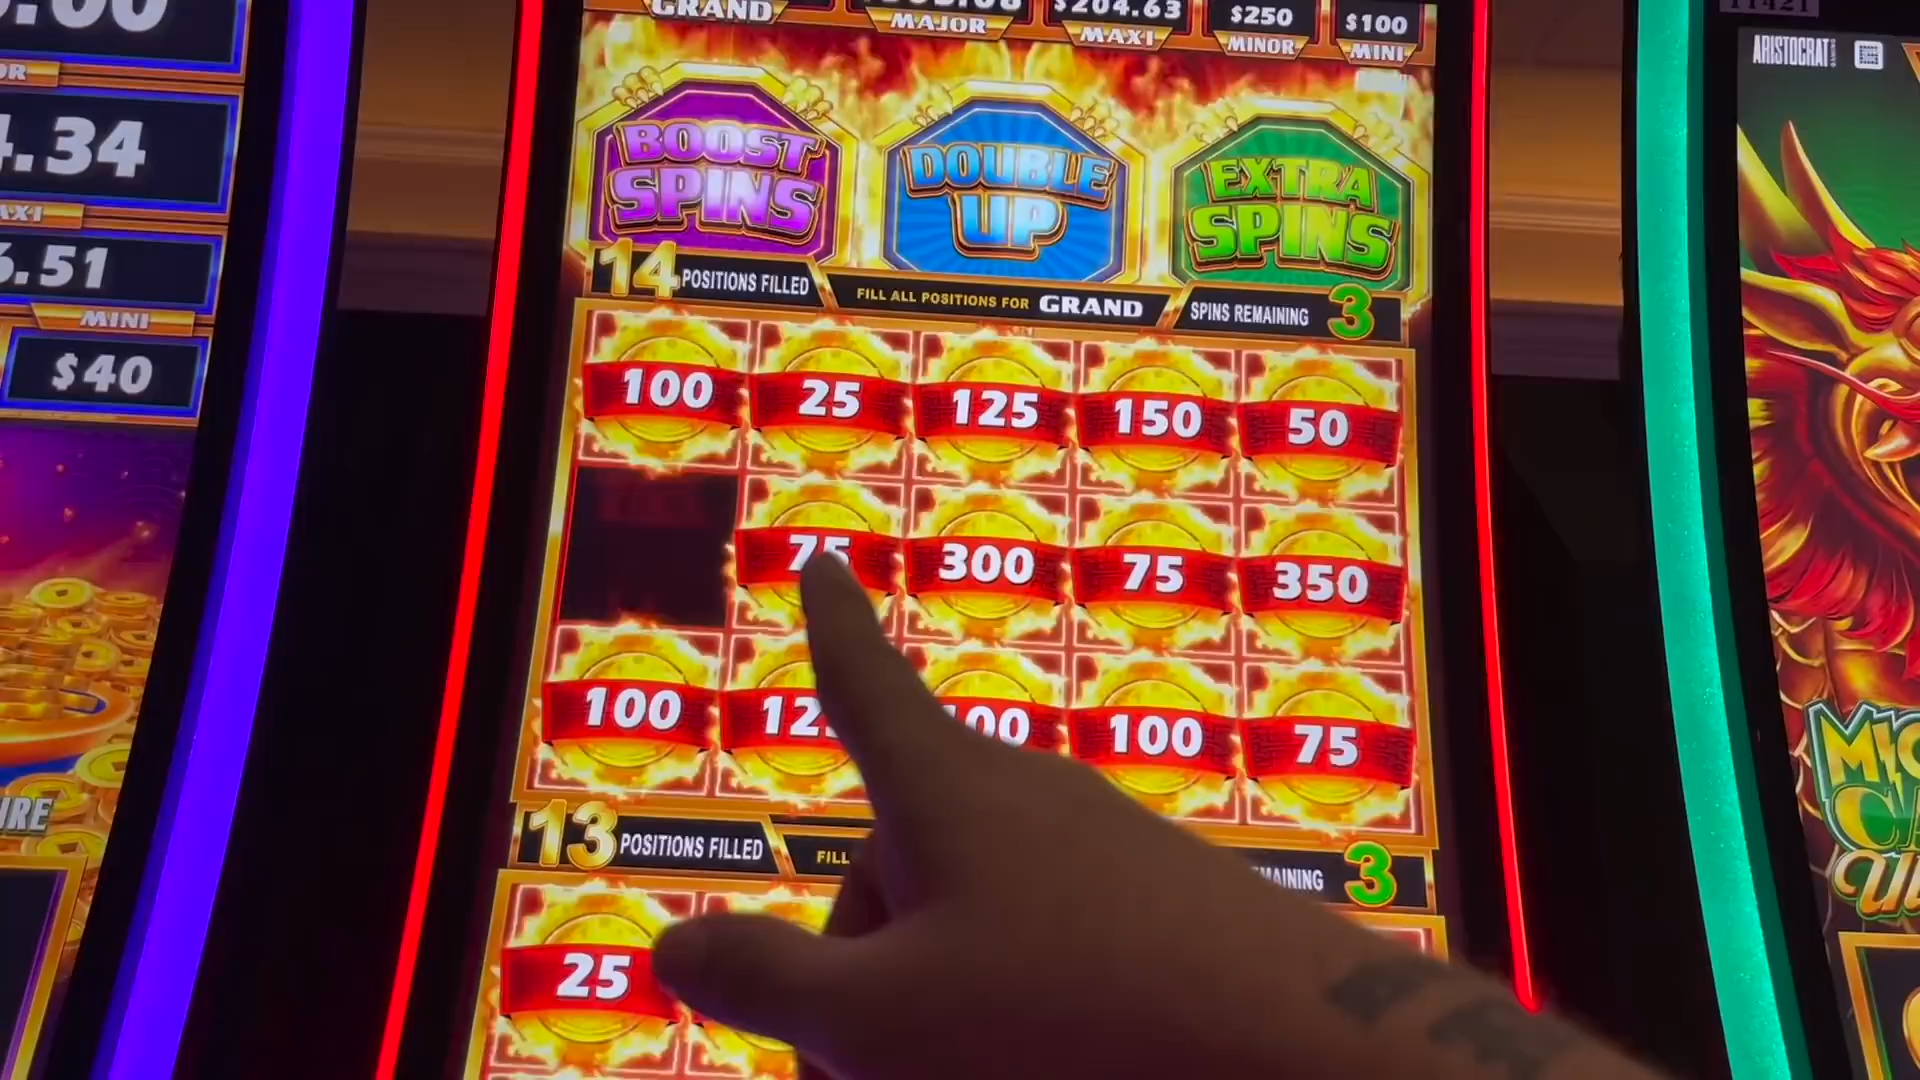 GRAND
MAJOR
$204.63
MAXI
$250
MINOR
$100
MINI
ARISTOCRAT
BOOST
SPINS
DOUBLE
UP
EXTRA
SPINS
4.34
6.51
MINI
$40
14 POSITIONS FILLED
FILL ALL POSITIONS FOR GRAND
SPINS REMAINING 3
100 25 125 150 50
75 300 75 350
100 100 75
13 POSITIONS FILLED
FILL
3
25